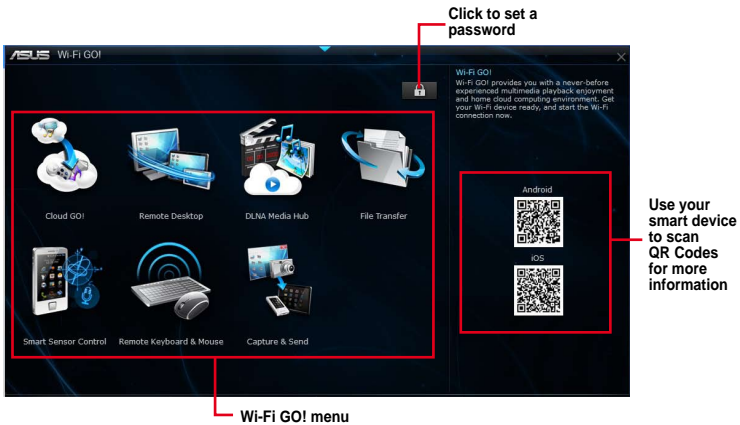 Click to set a
password
ASUS Wi-Fi GO!
Wi-Fi GO!
Wi-Fi GO! provides you with a never-before
experienced multimedia playback enjoyment
and home cloud computing environment. Get
your Wi-Fi device ready, and start the Wi-Fi
connection now.
Cloud GO!
Remote Desktop
DLNA Media Hub
File Transfer
Smart Sensor Control
Remote Keyboard & Mouse
Capture & Send
Android
iOS
Use your
smart device
to scan
QR Codes
for more
information
Wi-Fi GO! menu